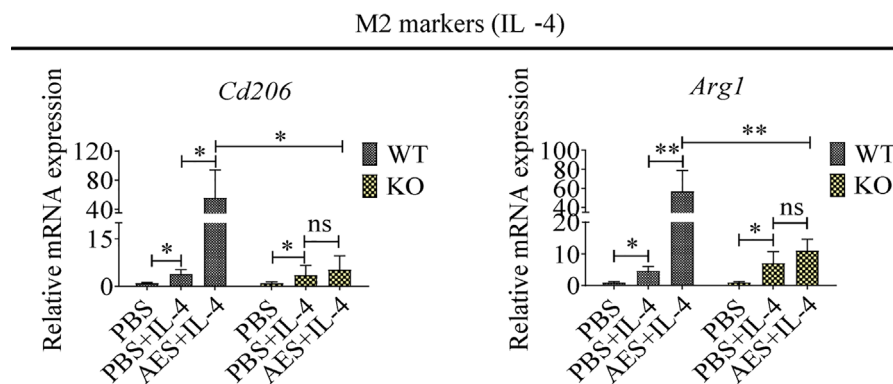 M2 markers (IL -4)
Cd206
Relative mRNA expression
120
80
40
15
0
*
*
*
*
ns
WT
KO
PBS
PBS+IL-4
AES+IL-4
PBS
PBS+IL-4
AES+IL-4
Arg1
Relative mRNA expression
100
80
60
40
20
10
0
*
**
**
*
ns
WT
KO
PBS
PBS+IL-4
AES+IL-4
PBS
PBS+IL-4
AES+IL-4